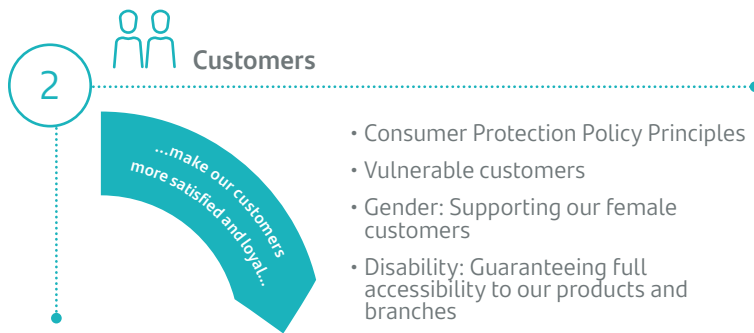 Customers
2
...make our customers
more satisfied and loyal...
• Consumer Protection Policy Principles
• Vulnerable customers
• Gender: Supporting our female
customers
• Disability: Guaranteeing full
accessibility to our products and
branches